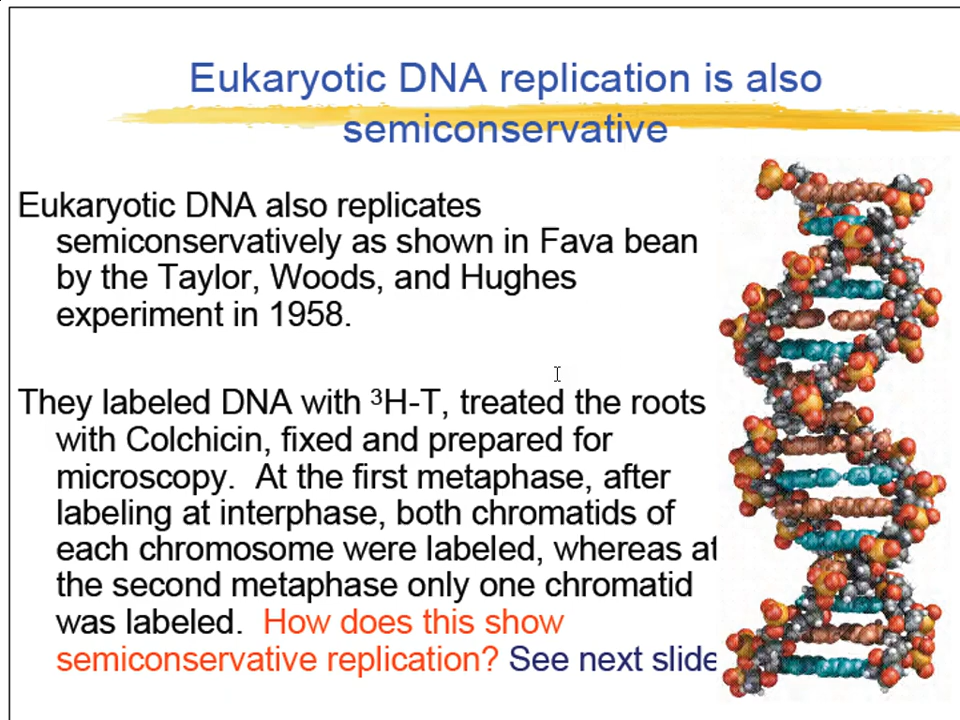 Eukaryotic DNA replication is also
semiconservative
Eukaryotic DNA also replicates
semiconservatively as shown in Fava bean
by the Taylor, Woods, and Hughes
experiment in 1958.
They labeled DNA with ³H-T, treated the roots
with Colchicin, fixed and prepared for
microscopy. At the first metaphase, after
labeling at interphase, both chromatids of
each chromosome were labeled, whereas at
the second metaphase only one chromatid
was labeled. How does this show
semiconservative replication? See next slide